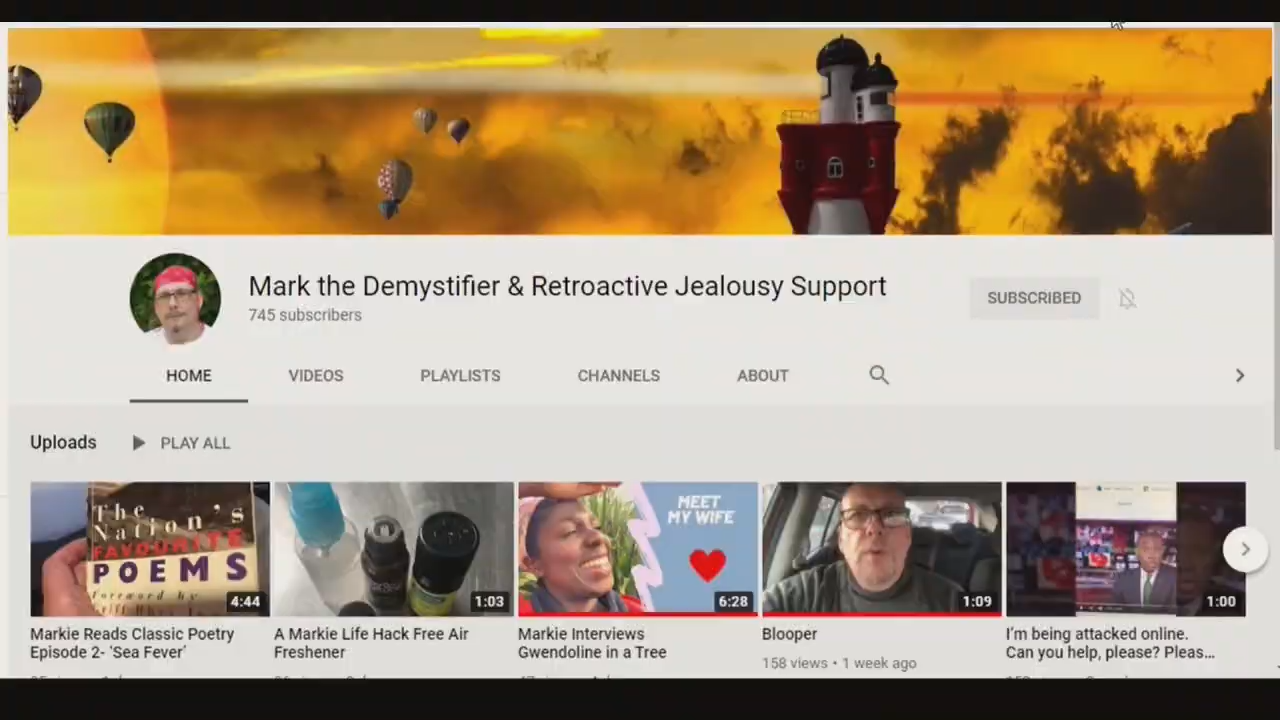 Mark the Demystifier & Retroactive Jealousy Support
745 subscribers
SUBSCRIBED
HOME
VIDEOS
PLAYLISTS
CHANNELS
ABOUT
Uploads
PLAY ALL
The
Nation's
FAVOURITE
POEMS
Foreword by
4:44
1:03
MEET
MY WIFE
6:28
1:09
1:00
Markie Reads Classic Poetry
Episode 2- ‘Sea Fever’
A Markie Life Hack Free Air
Freshener
Markie Interviews
Gwendoline in a Tree
Blooper
158 views • 1 week ago
I'm being attacked online.
Can you help, please? Pleas...